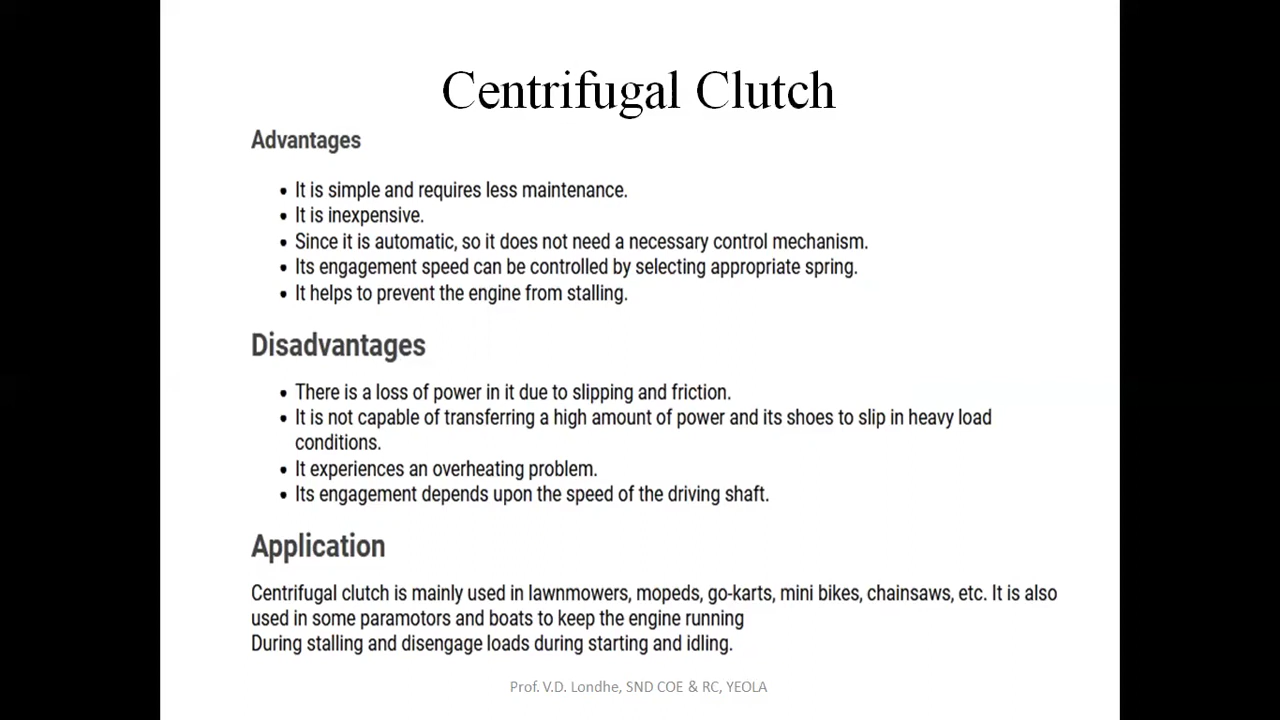 Centrifugal Clutch
Advantages
• It is simple and requires less maintenance.
• It is inexpensive.
• Since it is automatic, so it does not need a necessary control mechanism.
• Its engagement speed can be controlled by selecting appropriate spring.
• It helps to prevent the engine from stalling.
Disadvantages
• There is a loss of power in it due to slipping and friction.
• It is not capable of transferring a high amount of power and its shoes to slip in heavy load
conditions.
• It experiences an overheating problem.
• Its engagement depends upon the speed of the driving shaft.
Application
Centrifugal clutch is mainly used in lawnmowers, mopeds, go-karts, mini bikes, chainsaws, etc. It is also
used in some paramotors and boats to keep the engine running
During stalling and disengage loads during starting and idling.
Prof. V.D. Londhe, SND COE & RC, YEOLA